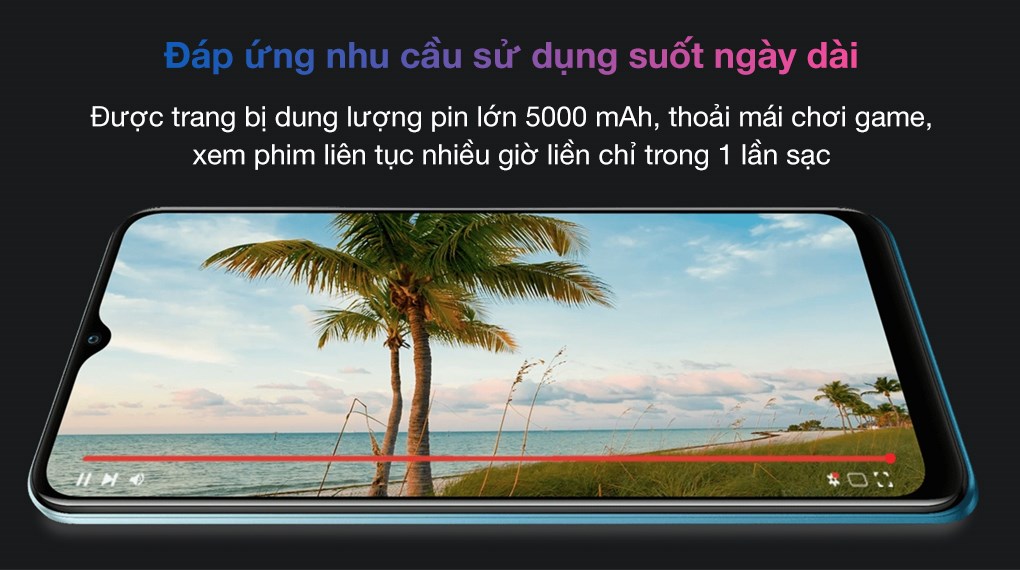 Đáp ứng nhu cầu sử dụng suốt ngày dài
Được trang bị dung lượng pin lớn 5000 mAh, thoải mái chơi game,
xem phim liên tục nhiều giờ liền chỉ trong 1 lần sạc